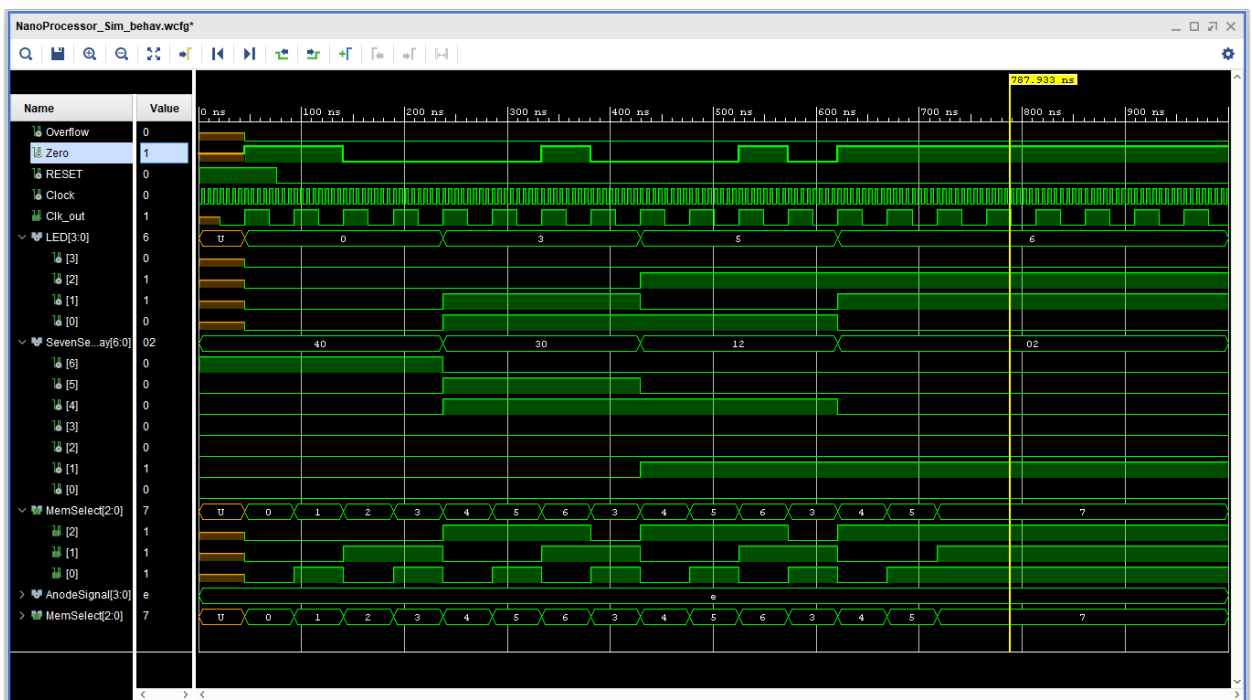 NanoProcessor_Sim_behav.wcfg*
787.933 ns
Name Value 0 ns 100 ns 200 ns 300 ns 400 ns 500 ns 600 ns 700 ns 800 ns 900 ns
Overflow 0
Zero 1
RESET 0
Clock 0
Clk_out 1
LED[3:0] 6 U 0 3 5 6
[3] 0
[2] 1
[1] 1
[0] 0
SevenSe...ay[6:0] 02 40 30 12 02
[6] 0
[5] 0
[4] 0
[3] 0
[2] 0
[1] 1
[0] 0
MemSelect[2:0] 7 U 0 1 2 3 4 5 6 3 4 5 6 3 4 5 7
[2] 1
[1] 1
[0] 1
AnodeSignal[3:0] e e
MemSelect[2:0] 7 U 0 1 2 3 4 5 6 3 4 5 6 3 4 5 7